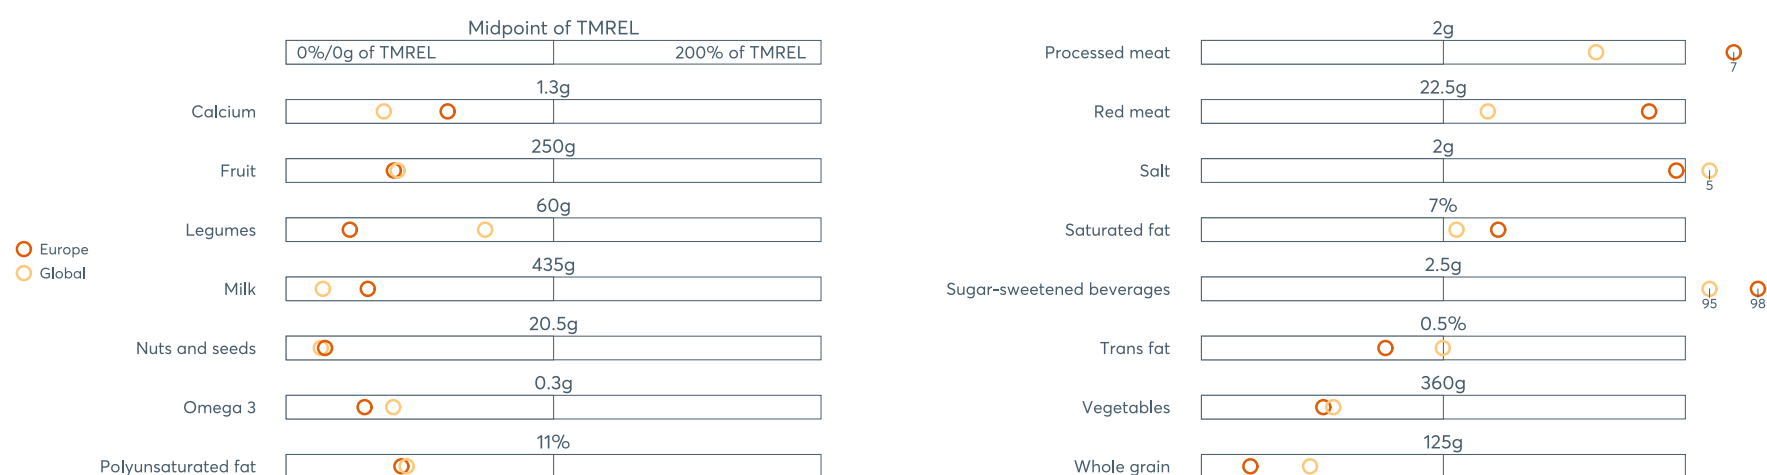 Midpoint of TMREL
0%/0g of TMREL
200% of TMREL
1.3g
Calcium
250g
Fruit
60g
Legumes
435g
Milk
20.5g
Nuts and seeds
0.3g
Omega 3
11%
Polyunsaturated fat
Europe
Global
2g
Processed meat
7
22.5g
Red meat
2g
Salt
5
7%
Saturated fat
2.5g
Sugar-sweetened beverages
95
98
0.5%
Trans fat
360g
Vegetables
125g
Whole grain